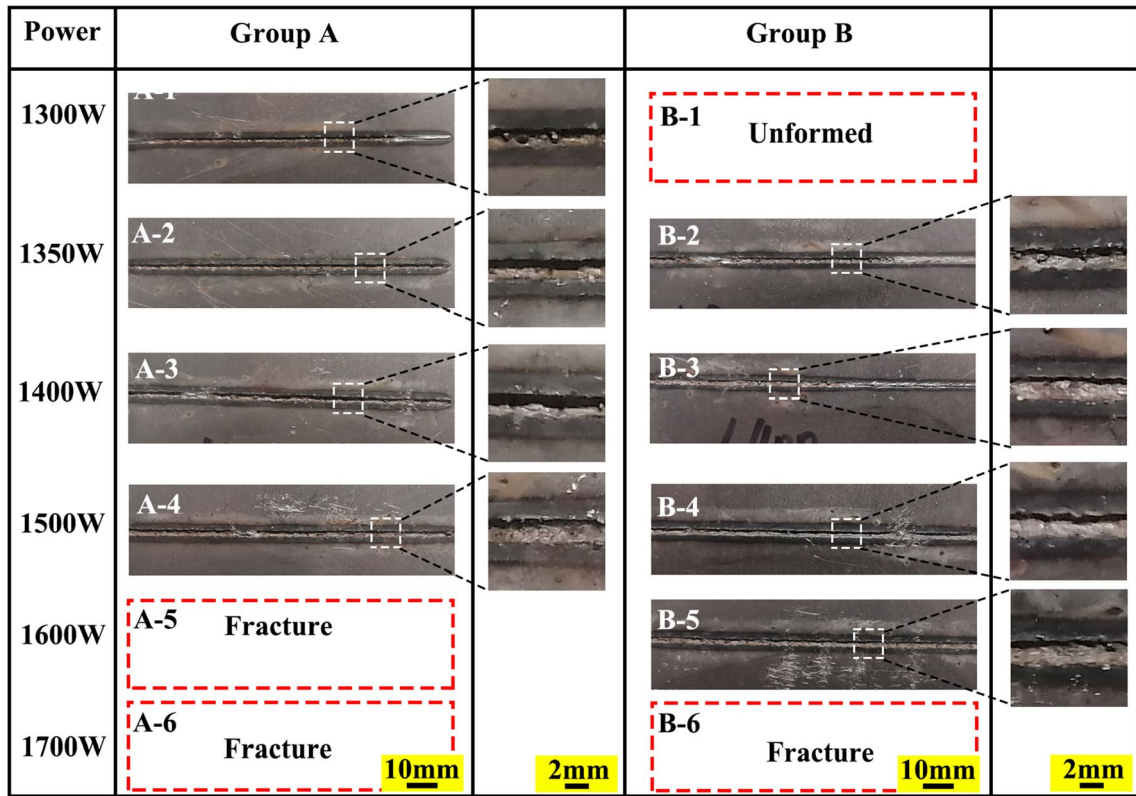 Power Group A Group B
1300W A-1 B-1 Unformed
1350W A-2 B-2
1400W A-3 B-3
1500W A-4 B-4
1600W A-5 Fracture B-5
1700W A-6 Fracture B-6 Fracture
10mm 2mm 10mm 2mm